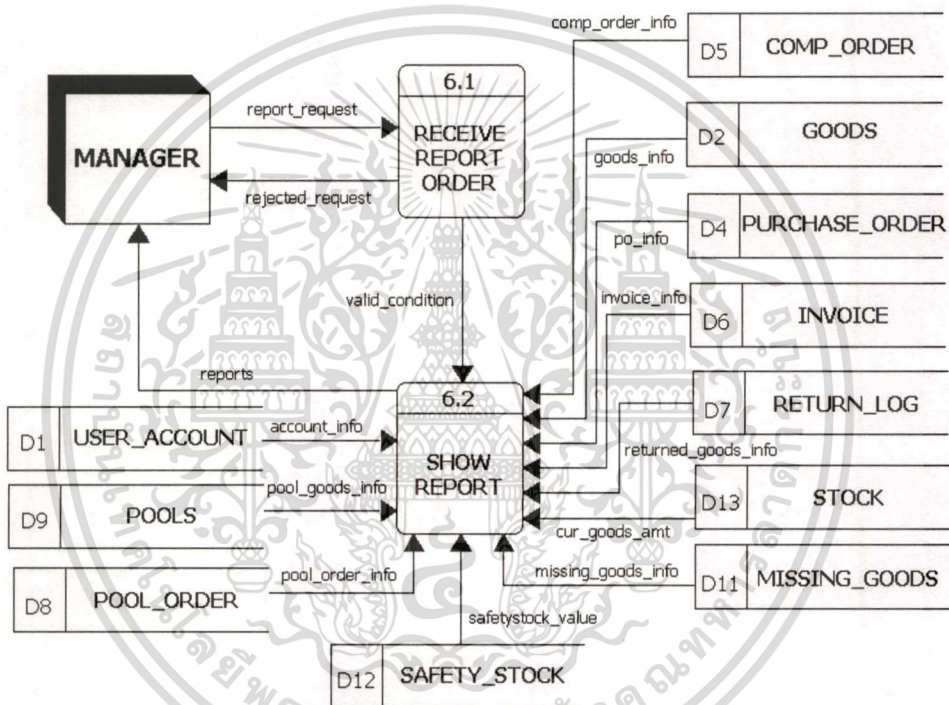 comp_order_info
D5 COMP_ORDER
6.1
RECEIVE
REPORT
ORDER
report_request
MANAGER
rejected_request
goods_info
D2 GOODS
po_info
D4 PURCHASE_ORDER
valid_condition
invoice_info
D6 INVOICE
reports
6.2
SHOW
REPORT
D7 RETURN_LOG
returned_goods_info
D1 USER_ACCOUNT
account_info
D9 POOLS
pool_goods_info
D13 STOCK
cur_goods_amt
D8 POOL_ORDER
pool_order_info
missing_goods_info
D11 MISSING_GOODS
safetystock_value
D12 SAFETY_STOCK